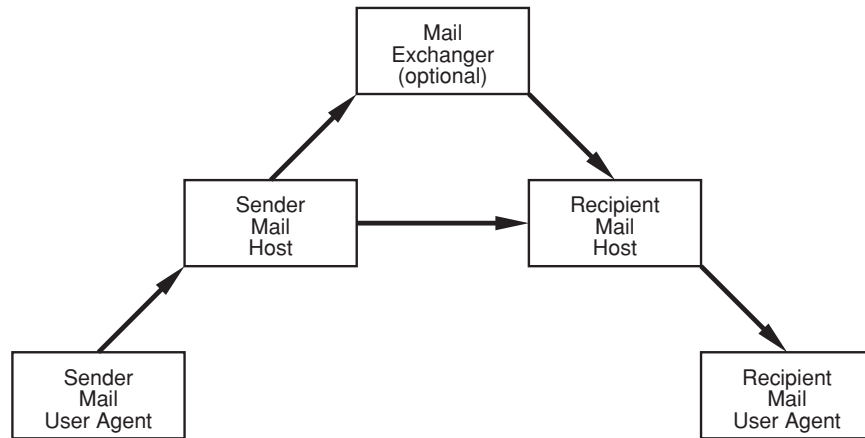 Mail
Exchanger
(optional)
Sender
Mail
Host
Recipient
Mail
Host
Sender
Mail
User Agent
Recipient
Mail
User Agent